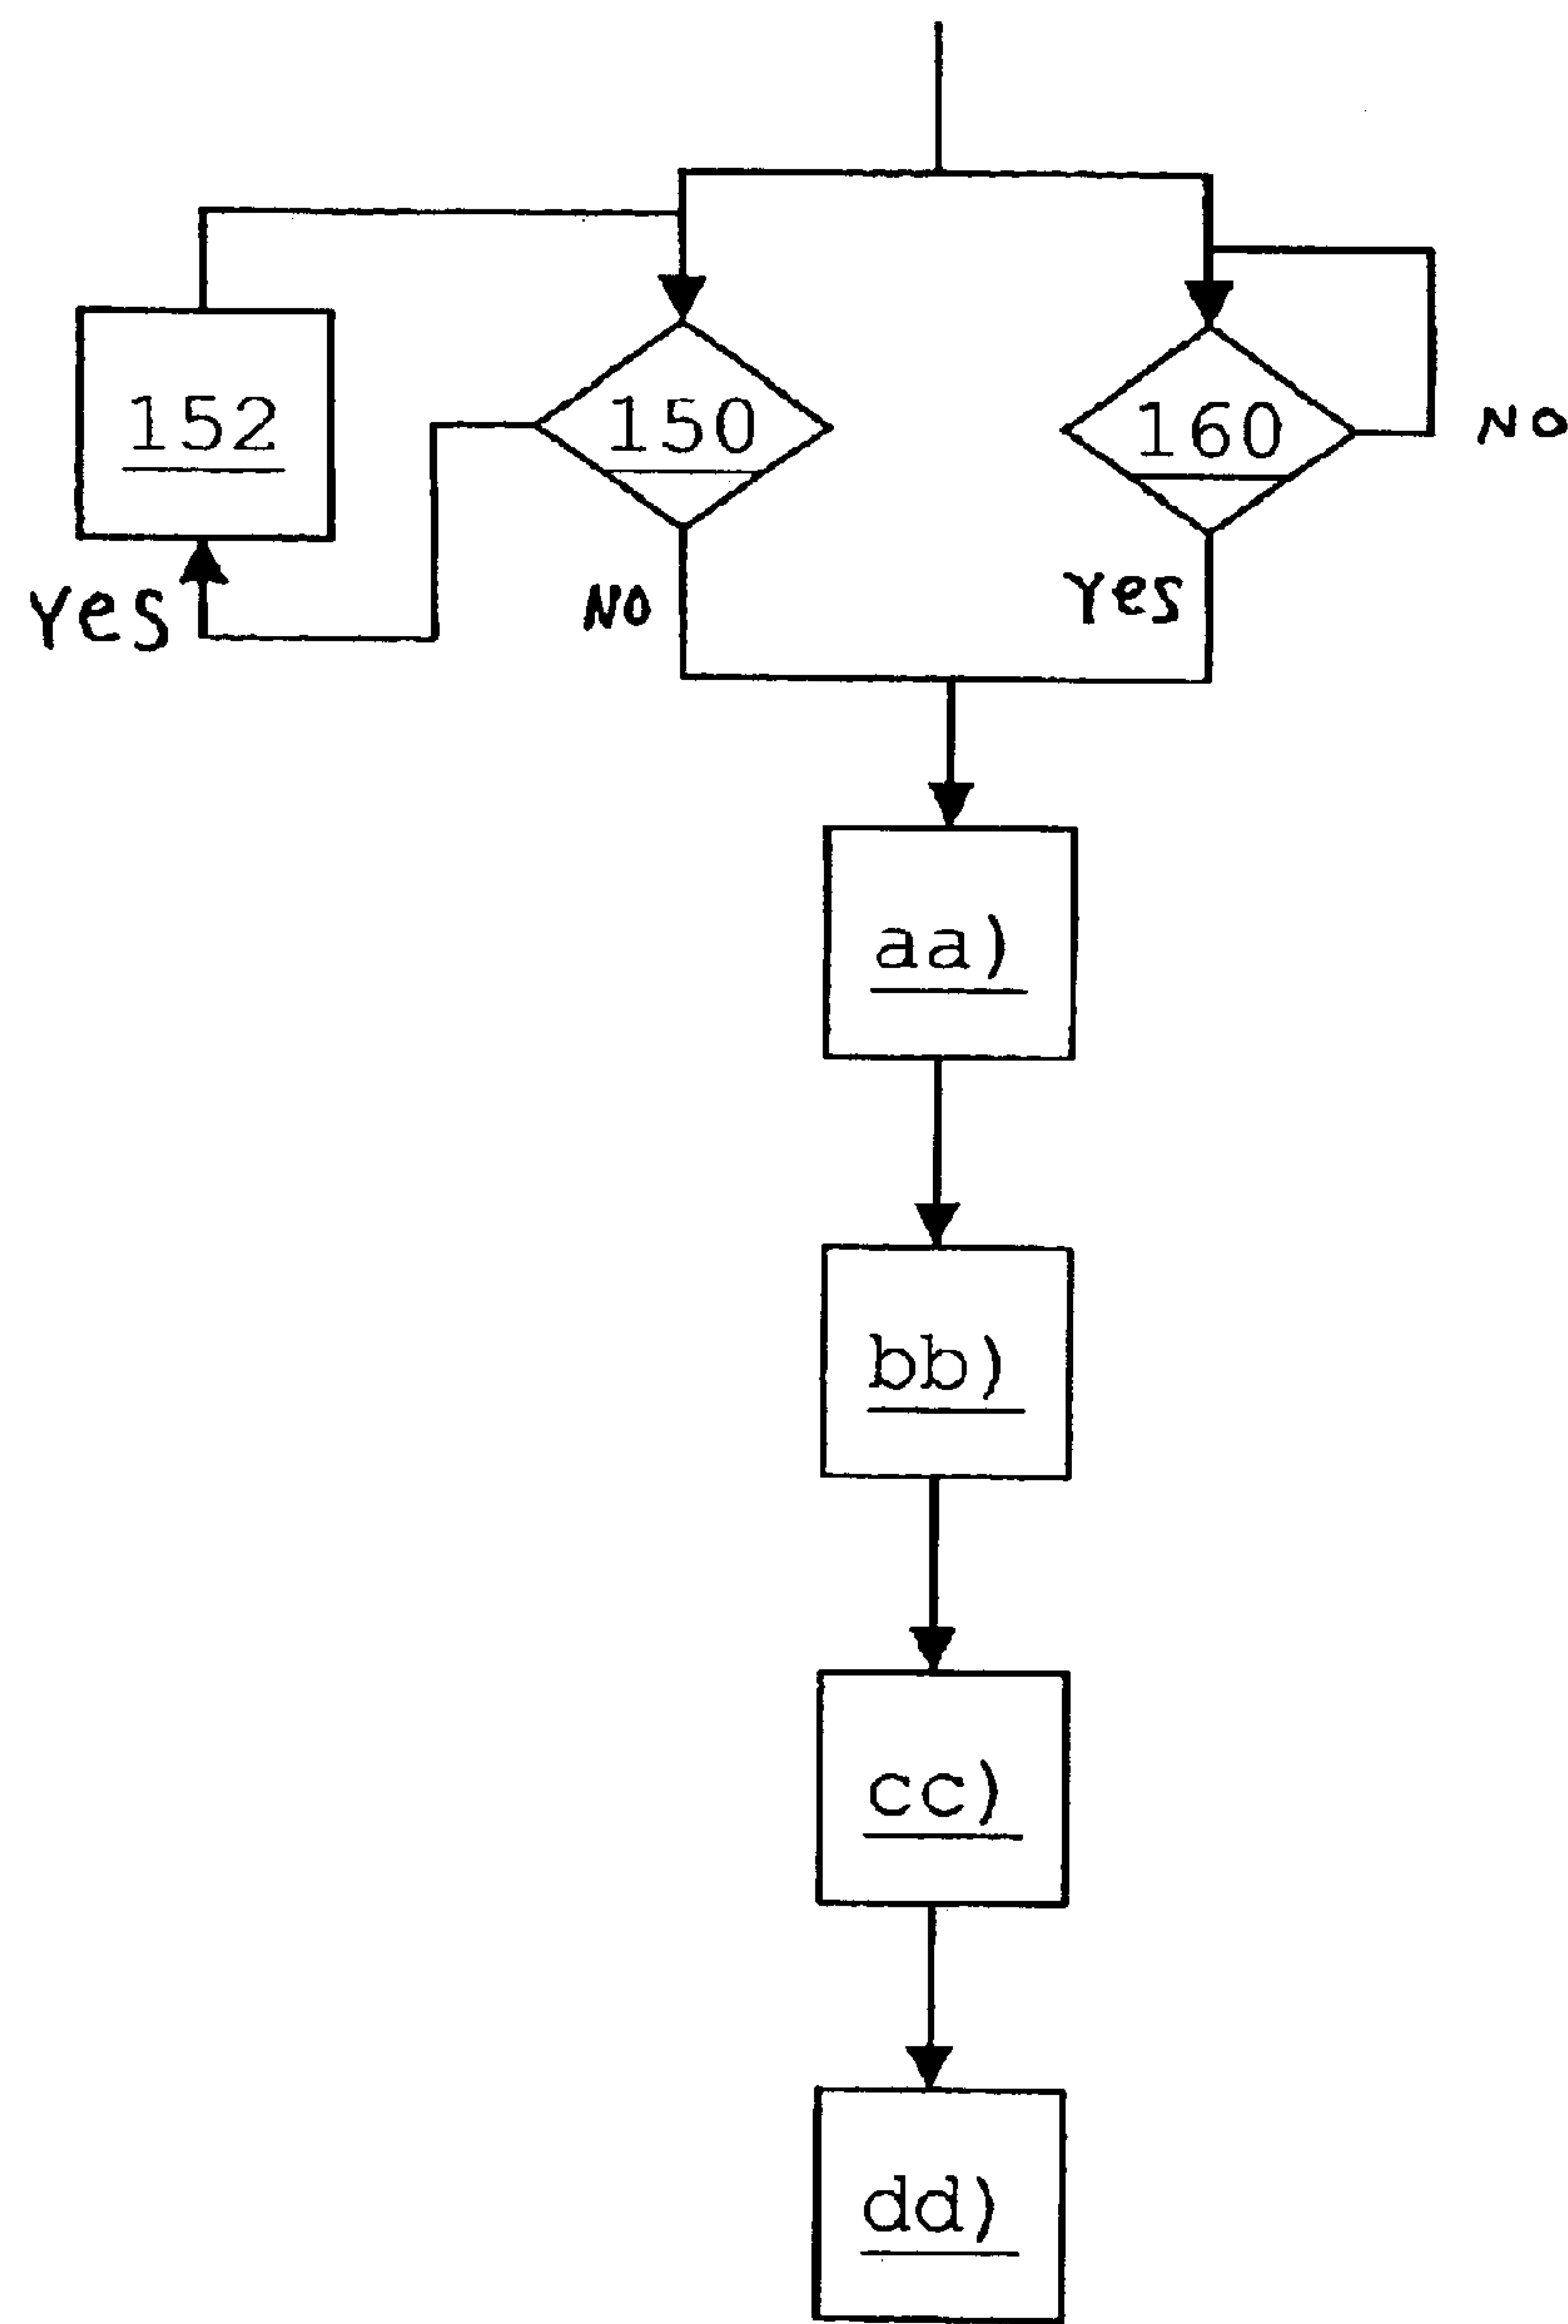 152
150
160
NO
Yes
NO
Yes
aa)
bb)
cc)
dd)